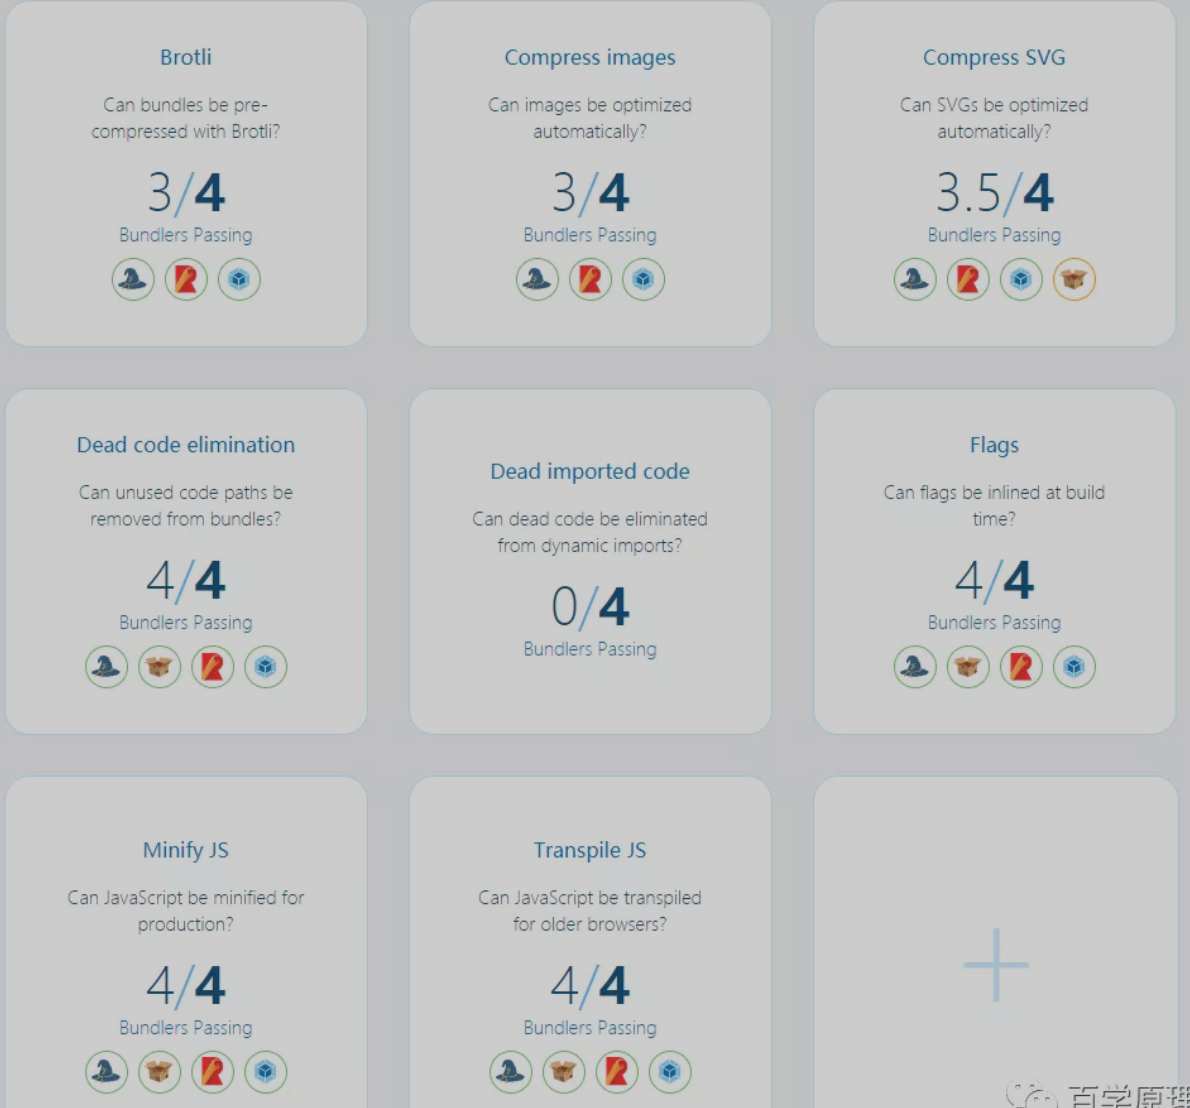 Brotli
Can bundles be pre-
compressed with Brotli?
3/4
Bundlers Passing
Compress images
Can images be optimized
automatically?
3/4
Bundlers Passing
Compress SVG
Can SVGs be optimized
automatically?
3.5/4
Bundlers Passing
Dead code elimination
Can unused code paths be
removed from bundles?
4/4
Bundlers Passing
Dead imported code
Can dead code be eliminated
from dynamic imports?
0/4
Bundlers Passing
Flags
Can flags be inlined at build
time?
4/4
Bundlers Passing
Minify JS
Can JavaScript be minified for
production?
4/4
Bundlers Passing
Transpile JS
Can JavaScript be transpiled
for older browsers?
4/4
Bundlers Passing
百学原理